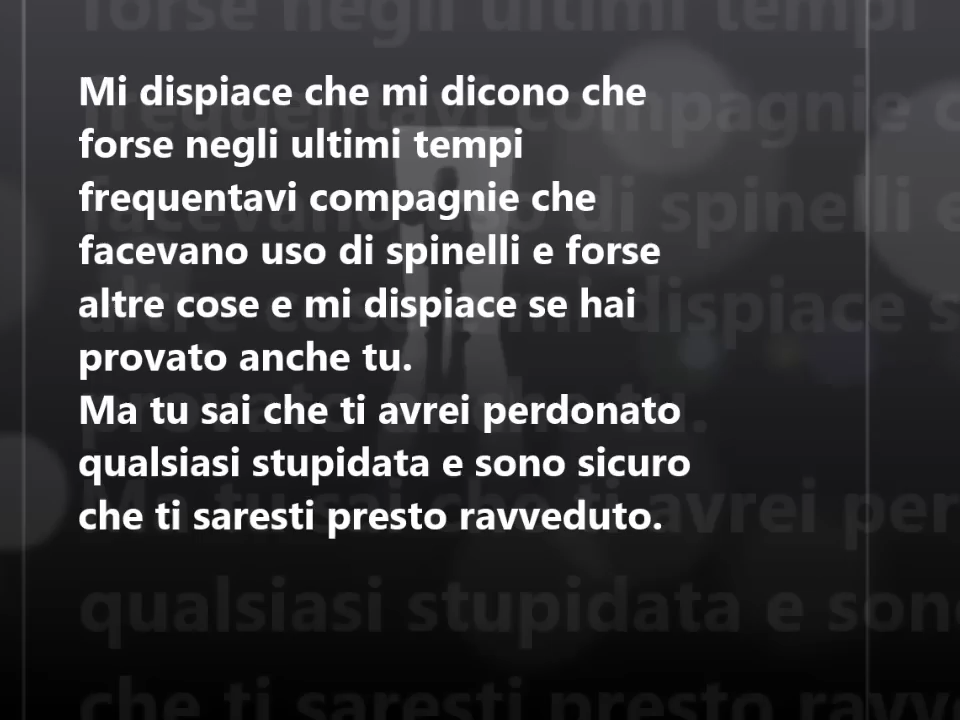 Mi dispiace che mi dicono che
forse negli ultimi tempi
frequentavi compagnie che
facevano uso di spinelli e forse
altre cose e mi dispiace se hai
provato anche tu.
Ma tu sai che ti avrei perdonato
qualsiasi stupidata e sono sicuro
che ti saresti presto ravveduto.